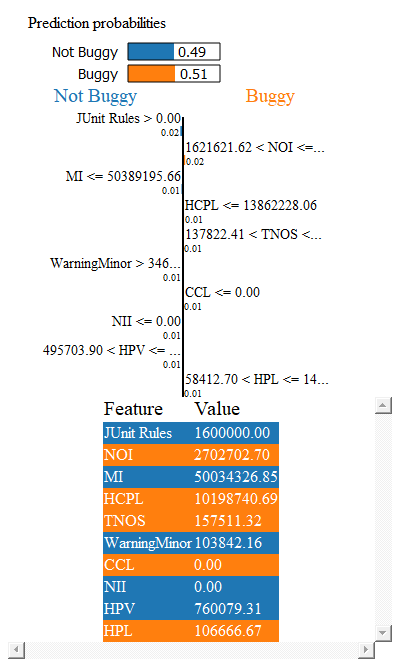 Prediction probabilities
Not Buggy 0.49
Buggy 0.51
Not Buggy Buggy
JUnit Rules > 0.00
0.02
1621621.62 < NOI <=...
0.02
MI <= 50389195.66
0.01
HCPL <= 13862228.06
0.01
137822.41 < TNOS <...
0.01
WarningMinor > 346...
0.01
CCL <= 0.00
0.01
NII <= 0.00
0.01
495703.90 < HPV <= ...
0.01
58412.70 < HPL <= 14...
0.01
Feature Value
JUnit Rules 1600000.00
NOI 2702702.70
MI 50034326.85
HCPL 10198740.69
TNOS 157511.32
WarningMinor 103842.16
CCL 0.00
NII 0.00
HPV 760079.31
HPL 106666.67